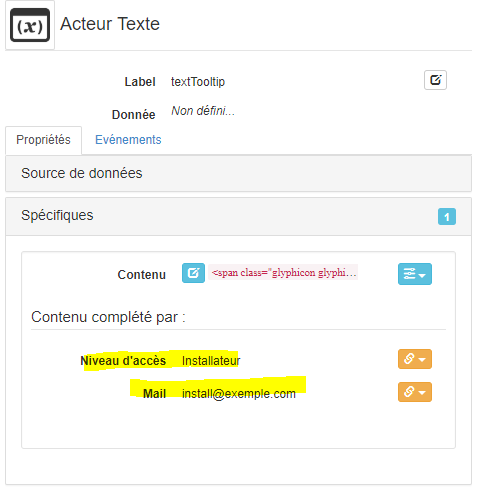 (x)
Acteur Texte
Label textTooltip
Donnée Non défini...
Propriétés Evénements
Source de données
Spécifiques 1
Contenu <span class="glyphicon glyphi...
Contenu complété par :
Niveau d'accès Installateur
Mail install@exemple.com